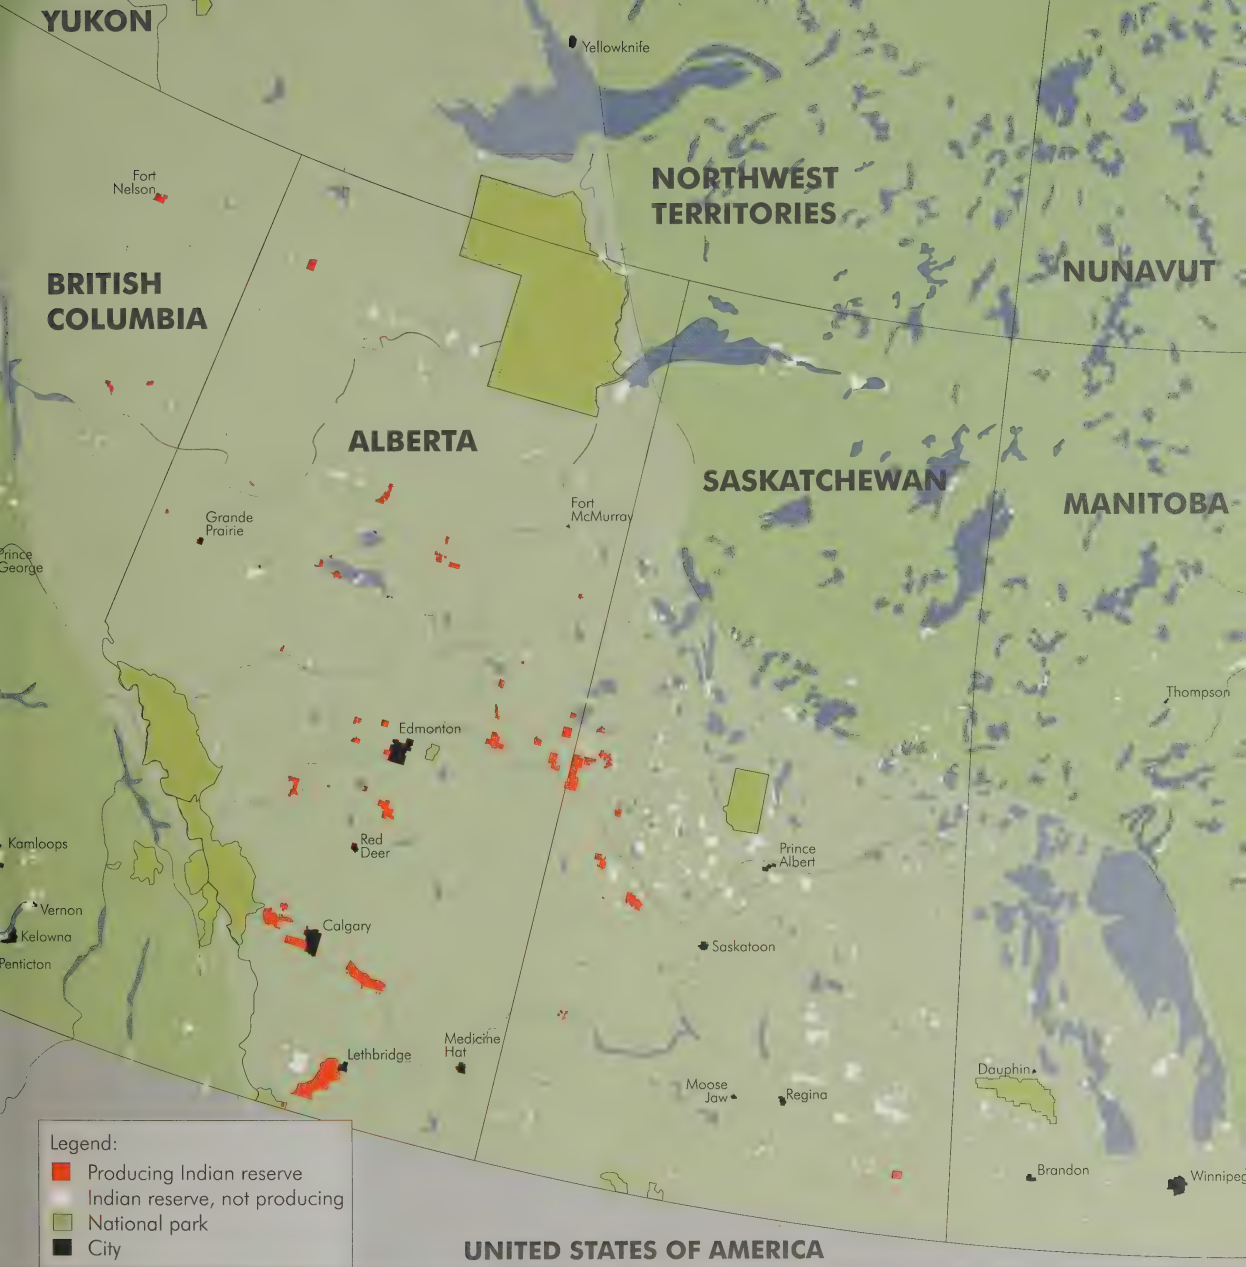 YUKON
Yellowknife
Fort
Nelson
NORTHWEST
TERRITORIES
NUNAVUT
BRITISH
COLUMBIA
ALBERTA
SASKATCHEWAN
MANITOBA
Fort
McMurray
Grande
Prairie
Prince
George
Thompson
Edmonton
Red
Deer
Prince
Albert
Kamloops
Vernon
Kelowna
Penticton
Calgary
Saskatoon
Medicine
Hat
Lethbridge
Moose
Jaw
Regina
Dauphin
Brandon
Winnipeg
Legend:
Producing Indian reserve
Indian reserve, not producing
National park
City
UNITED STATES OF AMERICA